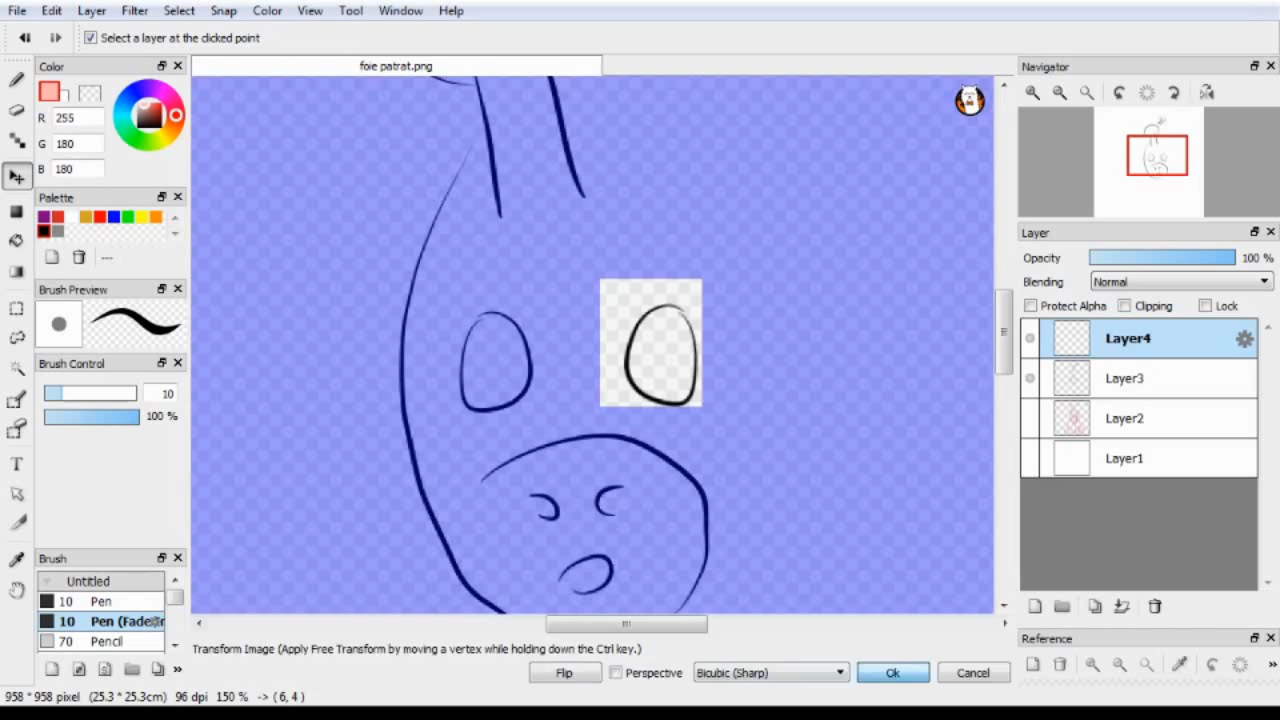 File Edit Layer Filter Select Snap Color View Tool Window Help
Select a layer at the clicked point
Color
foie patrat.png
Navigator
R 255
G 180
B 180
Palette
---
Layer
Opacity 100 %
Blending Normal
Brush Preview
Protect Alpha Clipping Lock
Layer4
Brush Control
Layer3
10
100 %
Layer2
Layer1
Brush
Untitled
10 Pen
10 Pen (Fade
70 Pencil
Reference
Transform Image (Apply Free Transform by moving a vertex while holding down the Ctrl key.)
Flip Perspective Bicubic (Sharp) Ok Cancel
958 * 958 pixel (25.3 * 25.3cm) 96 dpi 150 % -> ( 6, 4 )